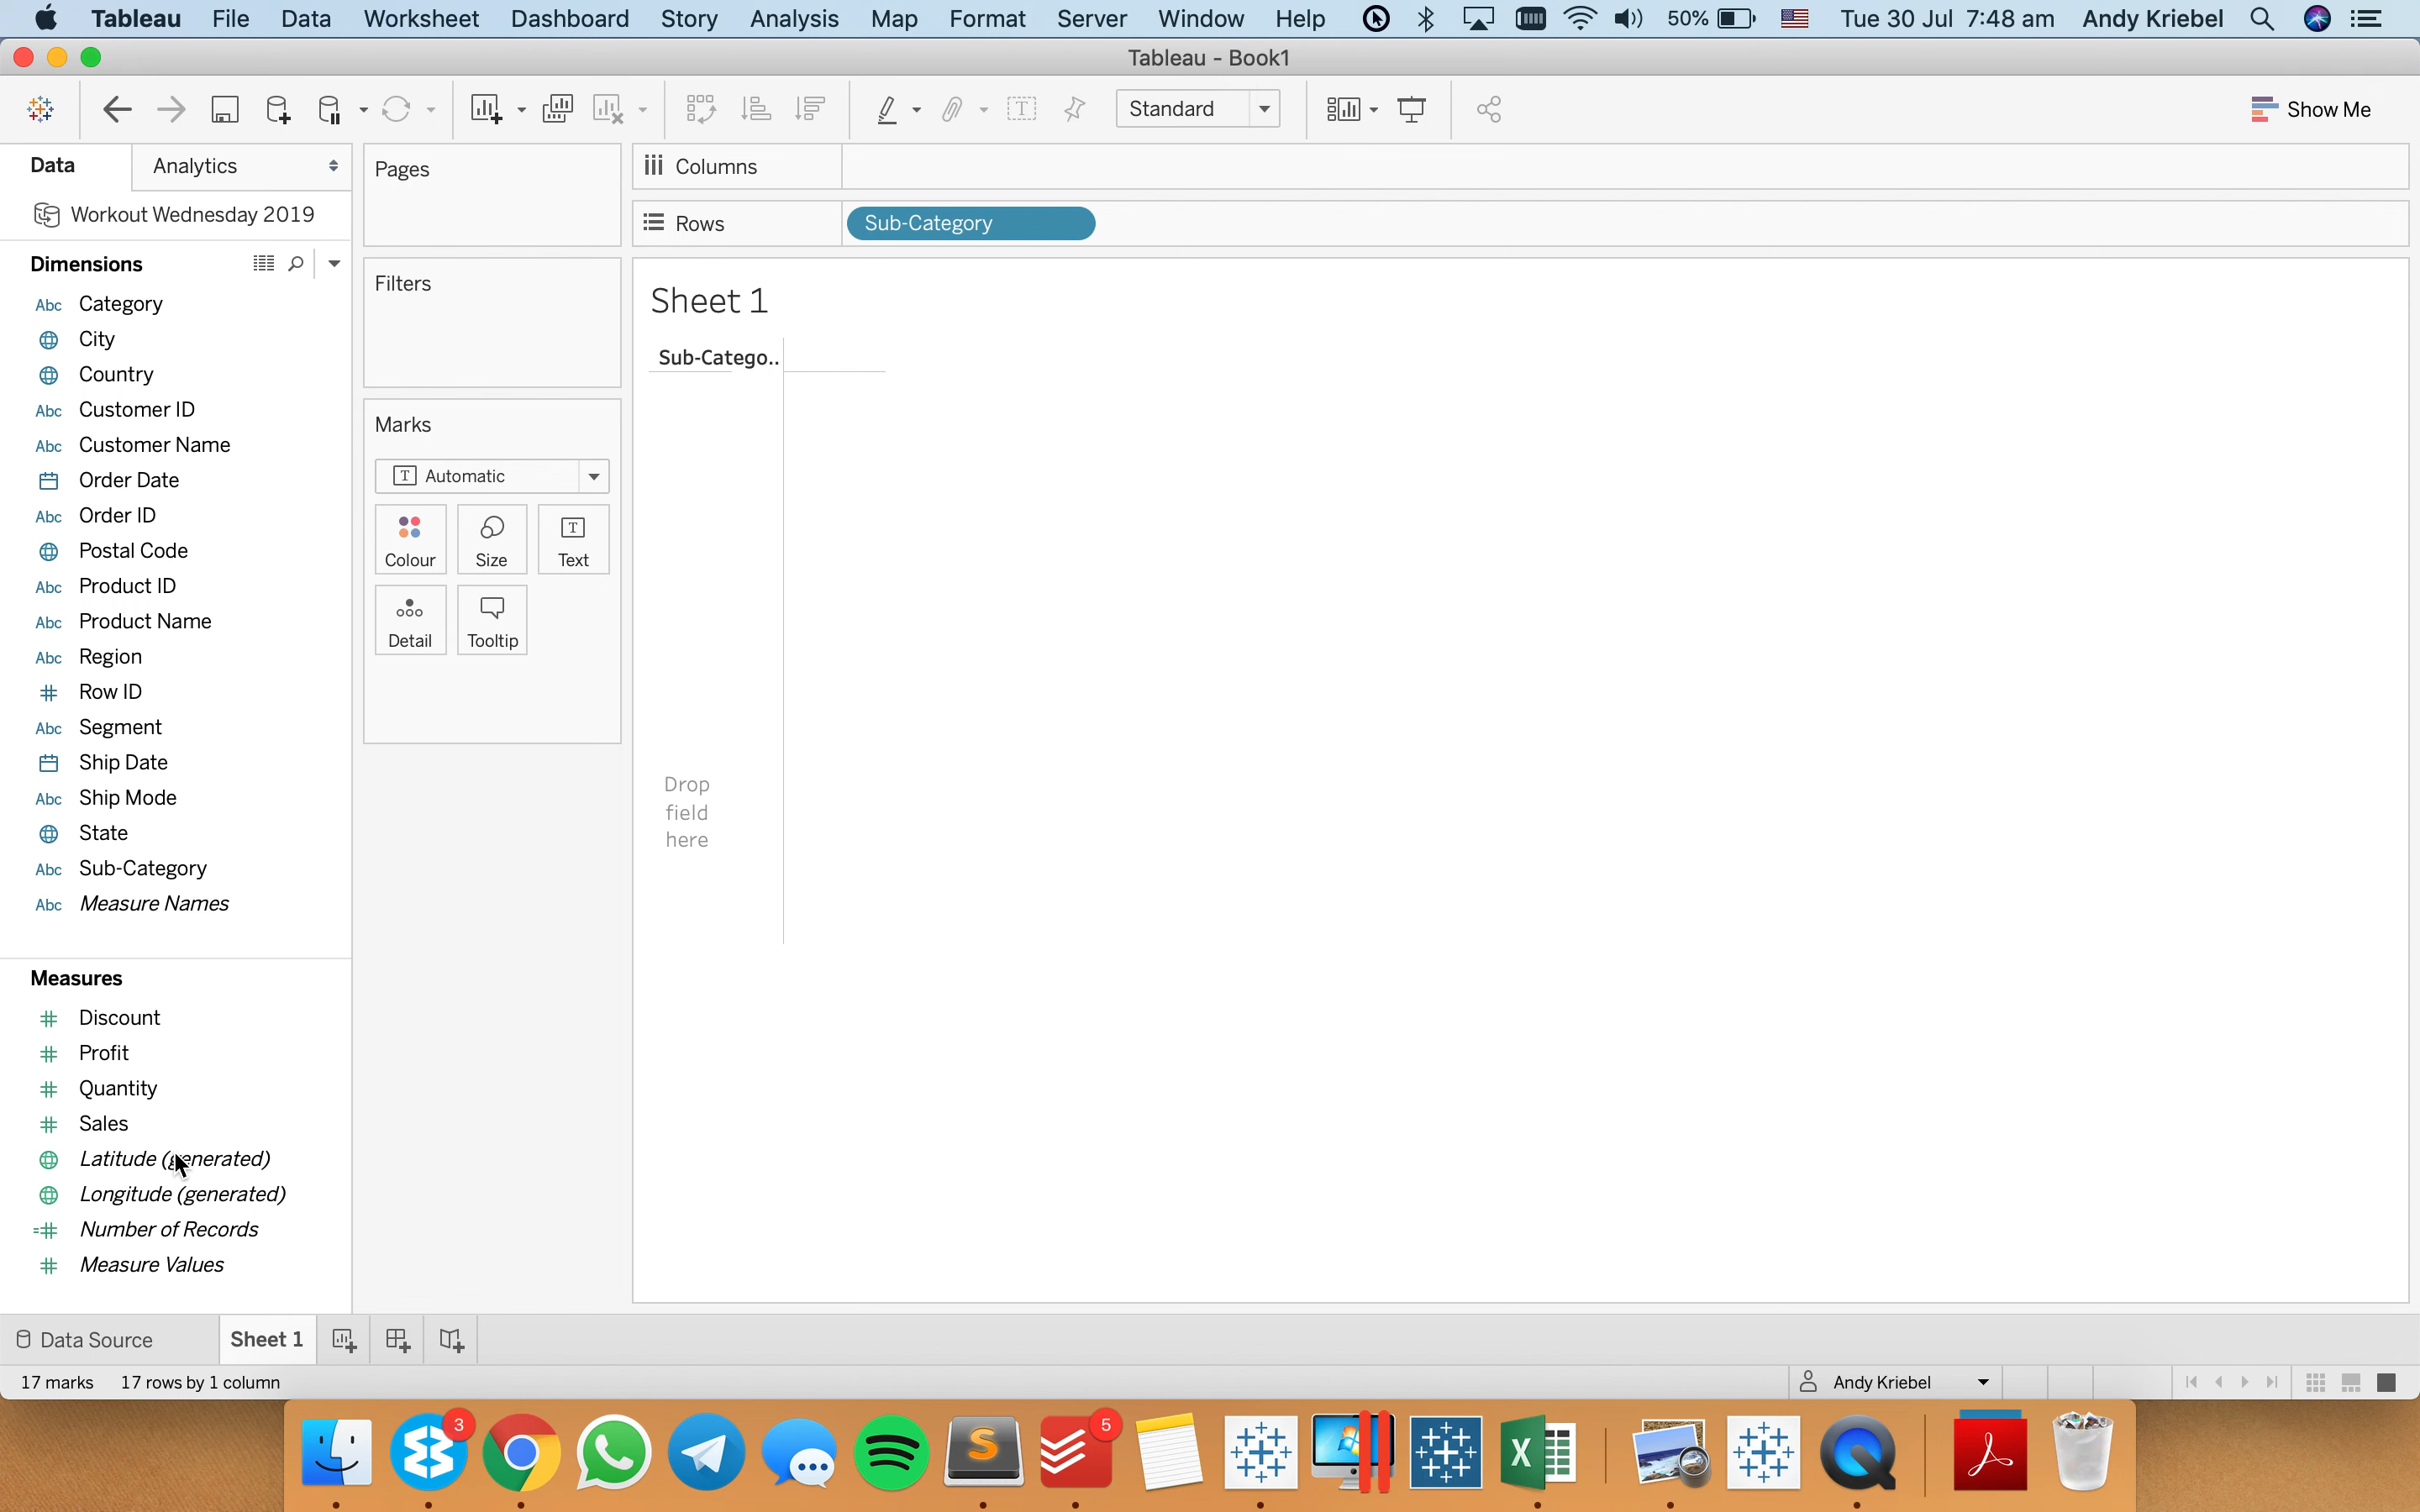 Tableau File Data Worksheet Dashboard Story Analysis Map Format Server Window Help 50% Tue 30 Jul 7:48 am Andy Kriebel
Tableau - Book1
Standard Show Me
Data Analytics
Workout Wednesday 2019
Dimensions
Abc Category
City
Country
Abc Customer ID
Abc Customer Name
Order Date
Abc Order ID
Postal Code
Abc Product ID
Abc Product Name
Abc Region
# Row ID
Abc Segment
Ship Date
Abc Ship Mode
State
Abc Sub-Category
Abc Measure Names
Measures
# Discount
# Profit
# Quantity
# Sales
Latitude (generated)
Longitude (generated)
=# Number of Records
# Measure Values
Pages
Filters
Marks
T Automatic
Colour Size T Text
Detail Tooltip
Columns
Rows Sub-Category
Sheet 1
Sub-Catego..
Drop
field
here
Data Source Sheet 1
17 marks 17 rows by 1 column Andy Kriebel
3 5